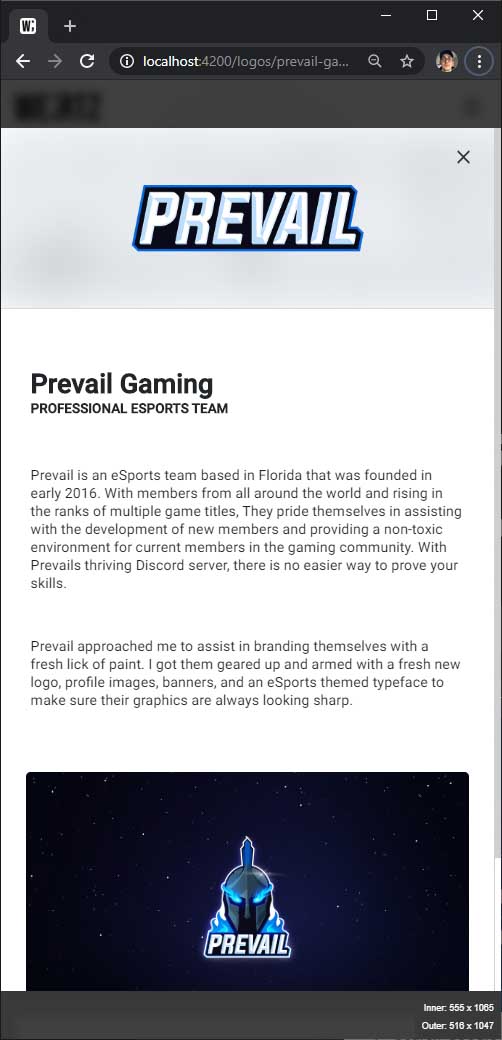 W:
localhost:4200/logos/prevail-ga...
PREVAIL
Prevail Gaming
PROFESSIONAL ESPORTS TEAM
Prevail is an eSports team based in Florida that was founded in
early 2016. With members from all around the world and rising in
the ranks of multiple game titles, They pride themselves in assisting
with the development of new members and providing a non-toxic
environment for current members in the gaming community. With
Prevails thriving Discord server, there is no easier way to prove your
skills.
Prevail approached me to assist in branding themselves with a
fresh lick of paint. I got them geared up and armed with a fresh new
logo, profile images, banners, and an eSports themed typeface to
make sure their graphics are always looking sharp.
PREVAIL
Inner: 555 x 1065
Outer: 516 x 1047